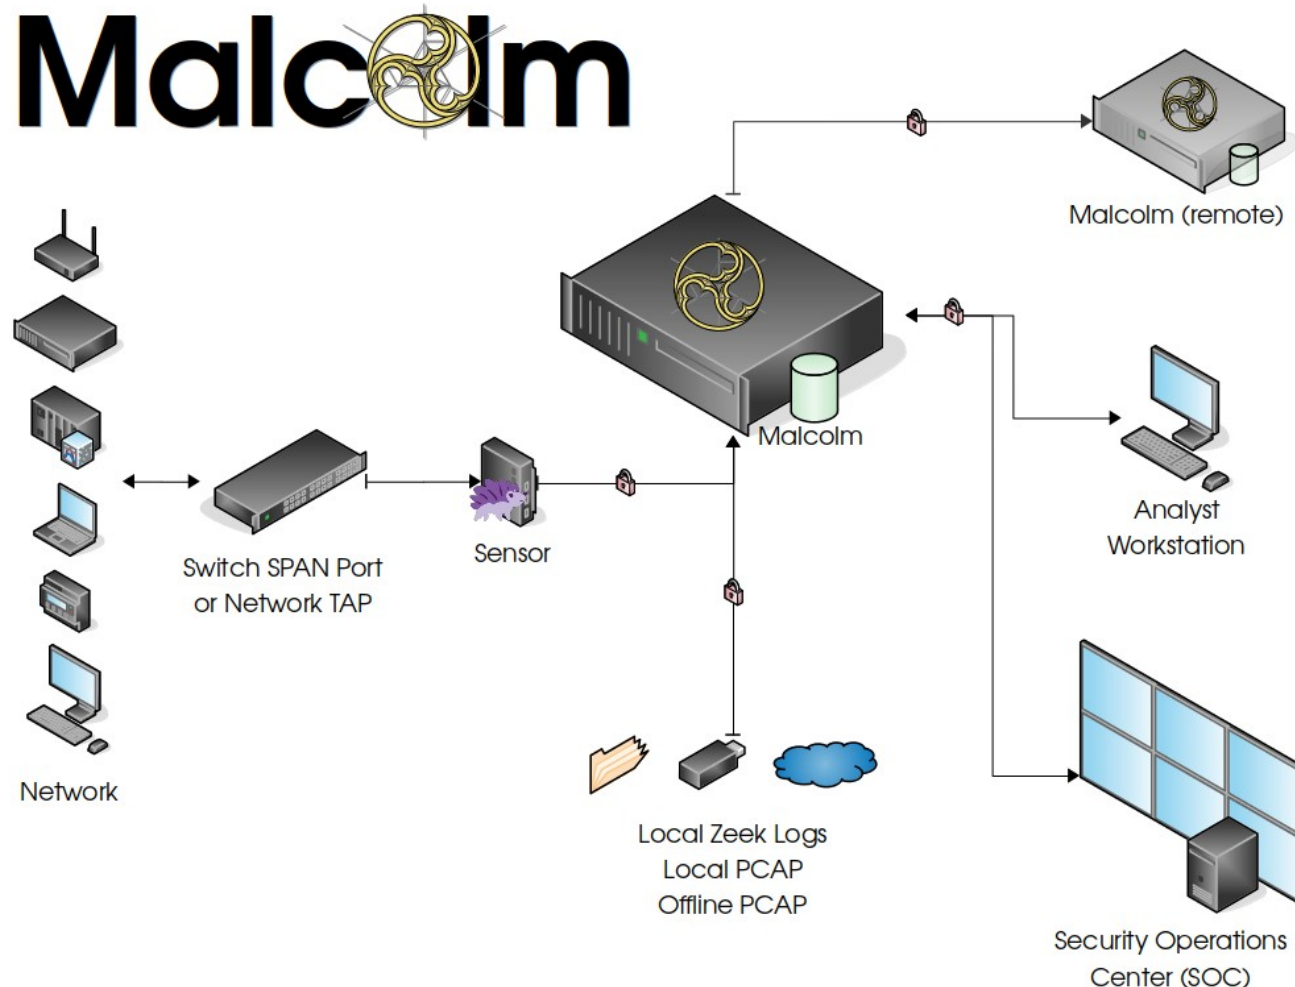 Malcolm
Malcolm (remote)
Malcolm
Analyst
Workstation
Sensor
Switch SPAN Port
or Network TAP
Network
Local Zeek Logs
Local PCAP
Offline PCAP
Security Operations
Center (SOC)